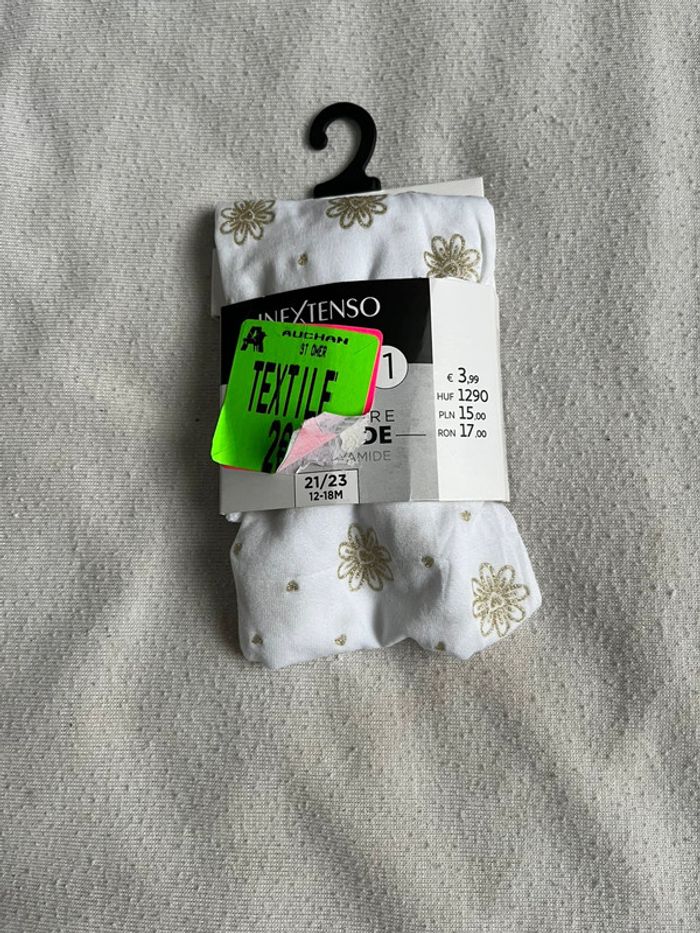 INEXTENSO
AUCHAN
ST OMER
TEXTILE
1
€ 3,99
HUF 1290
PLN 15,00
RON 17,00
21/23
12-18M